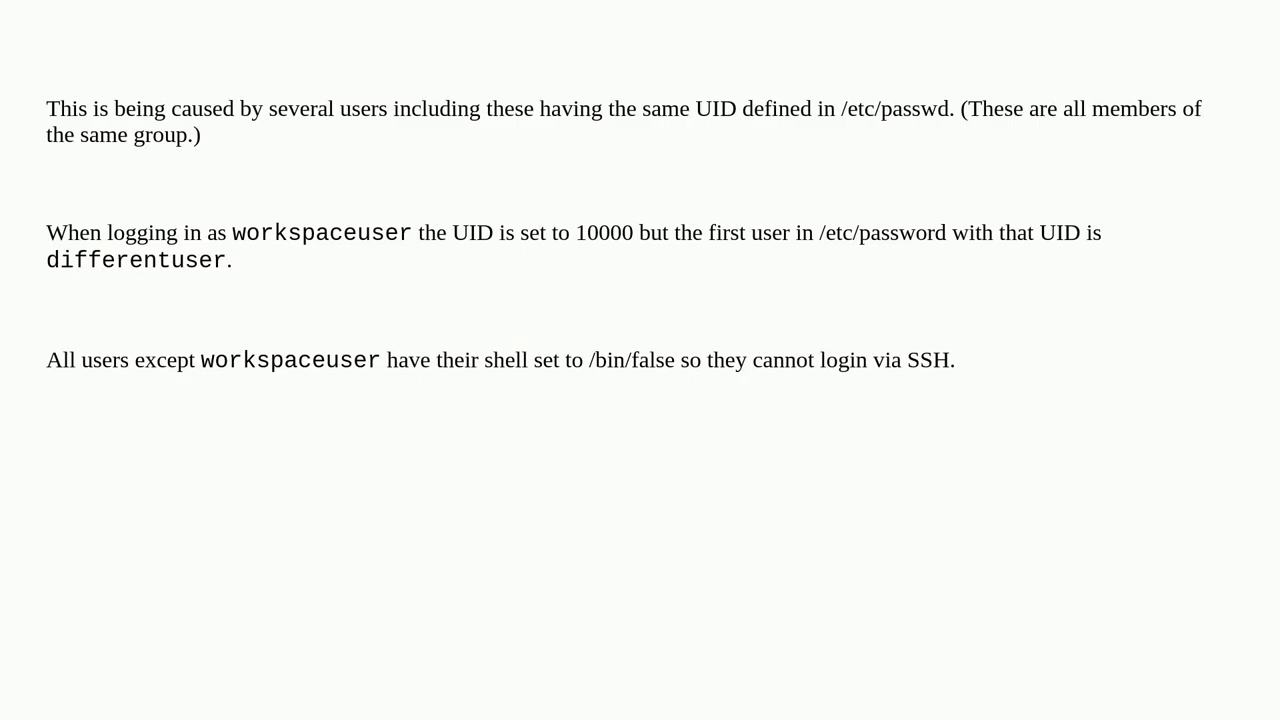 This is being caused by several users including these having the same UID defined in /etc/passwd. (These are all members of
the same group.)
When logging in as workspaceuser the UID is set to 10000 but the first user in /etc/password with that UID is
differentuser.
All users except workspaceuser have their shell set to /bin/false so they cannot login via SSH.